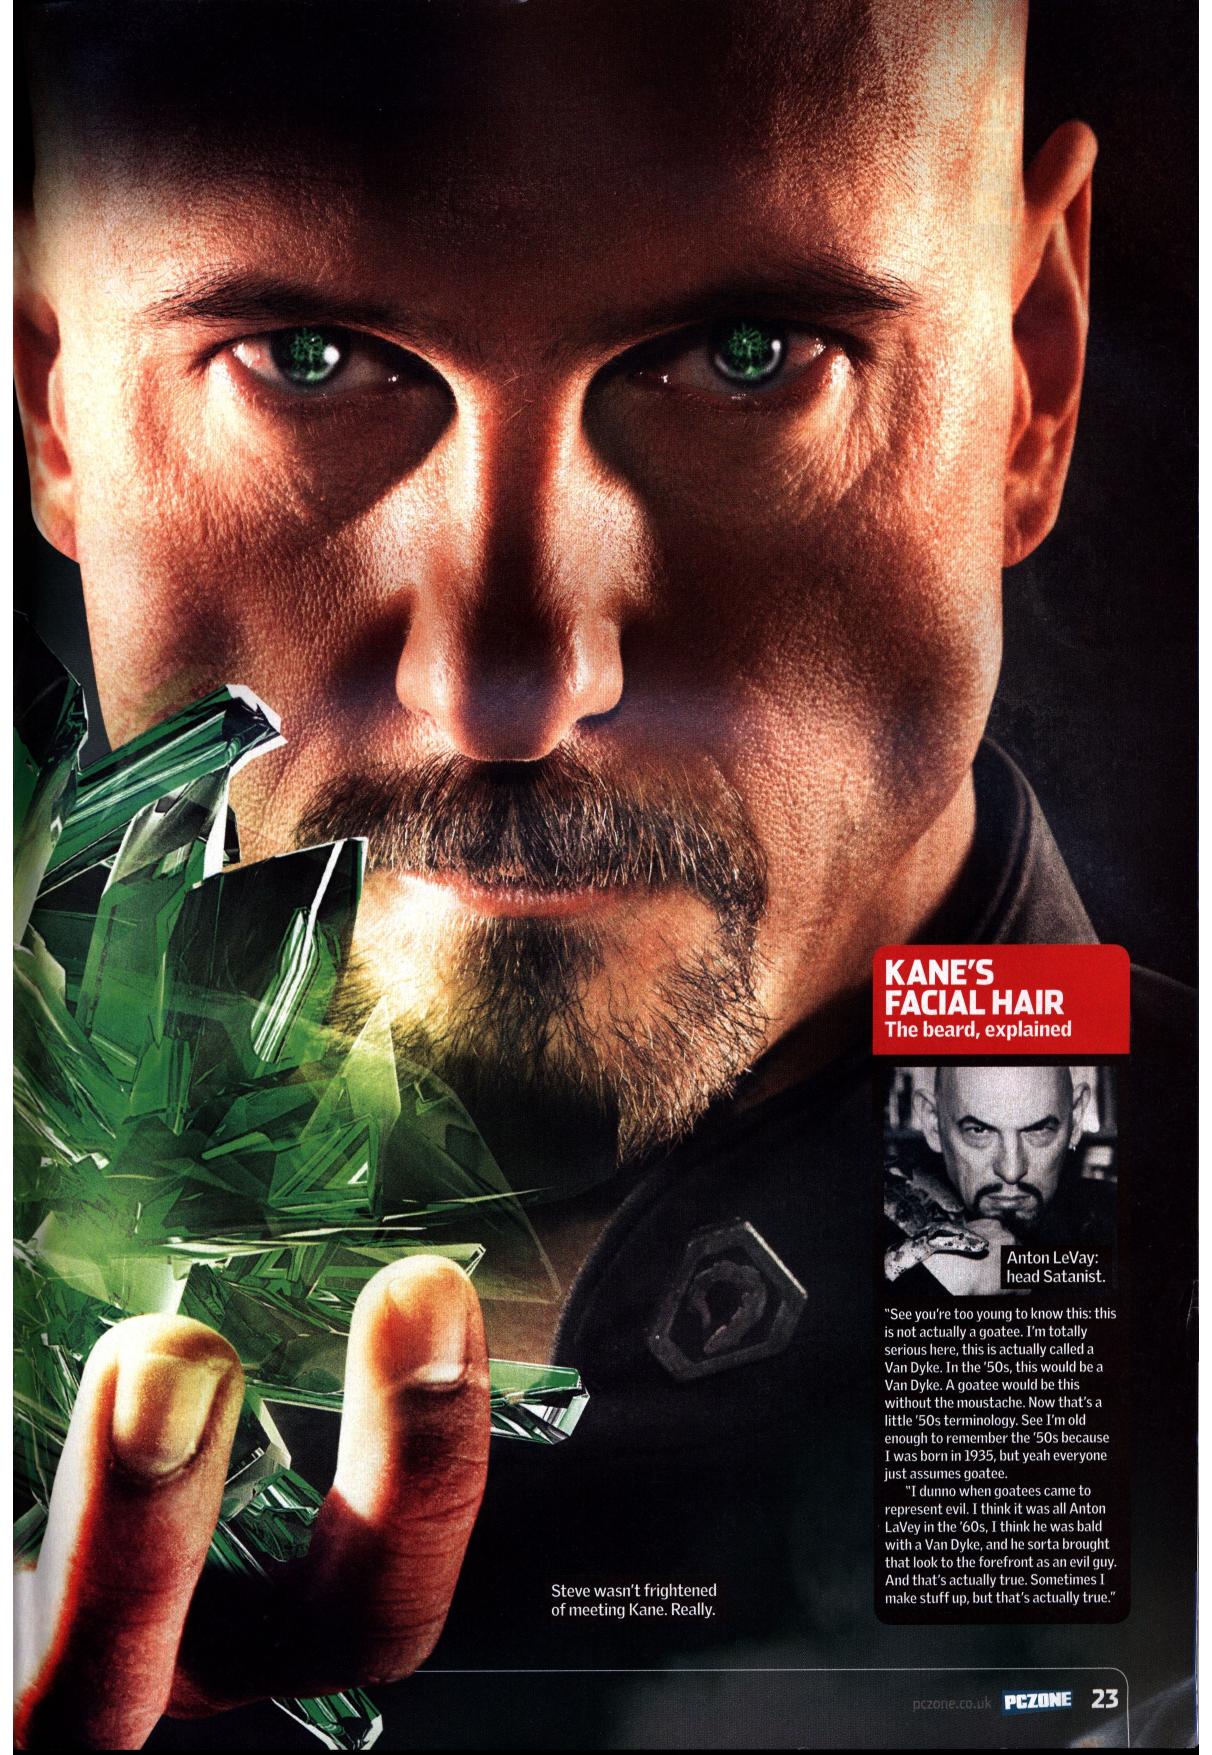 KANE'S
FACIAL HAIR
The beard, explained
Anton LeVay:
head Satanist.
"See you're too young to know this: this
is not actually a goatee. I'm totally
serious here, this is actually called a
Van Dyke. In the '50s, this would be a
Van Dyke. A goatee would be this
without the moustache. Now that's a
little '50s terminology. See I'm old
enough to remember the '50s because
I was born in 1935, but yeah everyone
just assumes goatee.
"I dunno when goatees came to
represent evil. I think it was all Anton
LaVey in the '60s, I think he was bald
with a Van Dyke, and he sorta brought
that look to the forefront as an evil guy.
And that's actually true. Sometimes I
make stuff up, but that's actually true."
Steve wasn't frightened
of meeting Kane. Really.
pczone.co.uk PCZONE 23